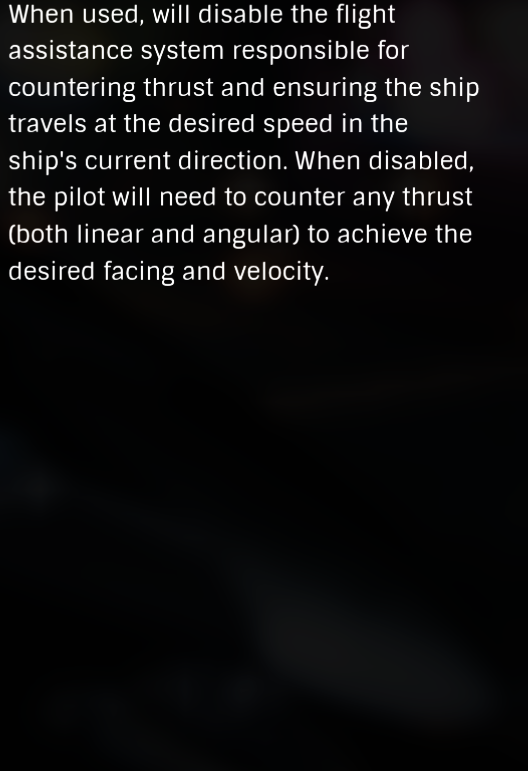 When used, will disable the flight
assistance system responsible for
countering thrust and ensuring the ship
travels at the desired speed in the
ship's current direction. When disabled,
the pilot will need to counter any thrust
(both linear and angular) to achieve the
desired facing and velocity.